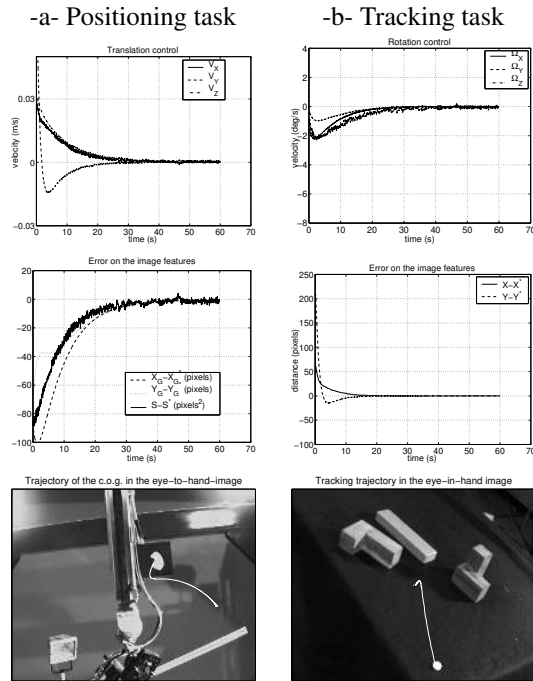 -a- Positioning task
-b- Tracking task
Translation control
V_X
V_Y
V_Z
0.03
0
−0.03
velocity (m/s)
0 10 20 30 40 50 60 70
time (s)
Rotation control
Ω_X
Ω_Y
Ω_Z
4
2
0
−2
−4
−6
−8
velocity (deg/s)
0 10 20 30 40 50 60 70
time (s)
Error on the image features
20
0
−20
−40
−60
−80
−100
X_G−X_G* (pixels)
Y_G−Y_G* (pixels)
S−S* (pixels²)
0 10 20 30 40 50 60 70
time (s)
Error on the image features
X−X*
Y−Y*
250
200
150
100
50
0
−50
−100
distance (pixels)
0 10 20 30 40 50 60 70
time (s)
Trajectory of the c.o.g. in the eye−to−hand−image
Tracking trajectory in the eye−in−hand image